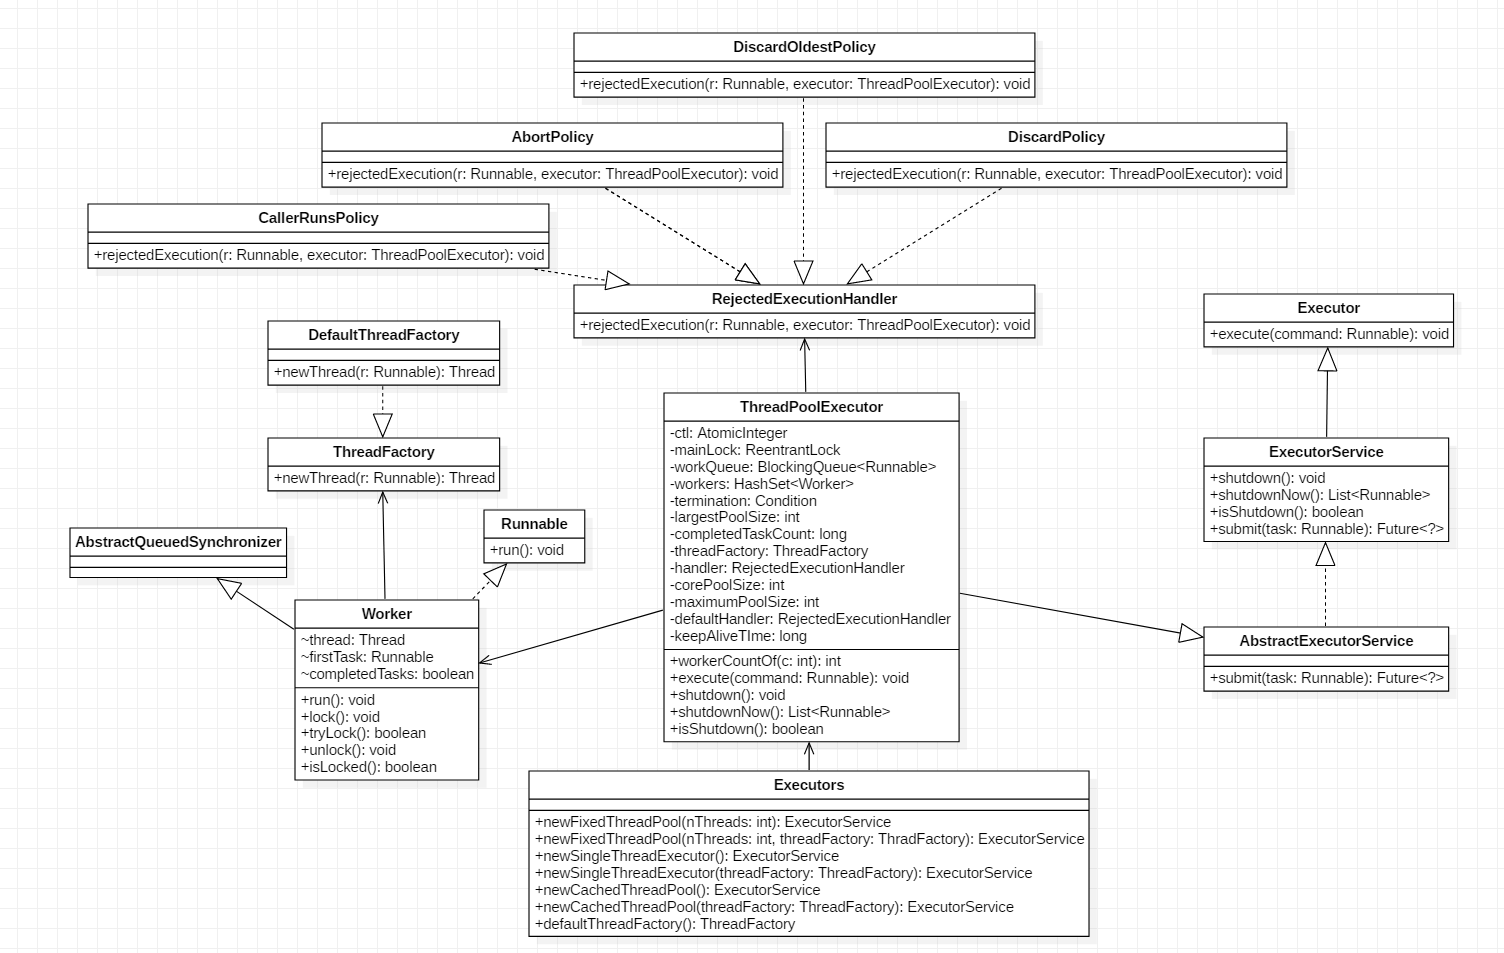 DiscardOldestPolicy
+rejectedExecution(r: Runnable, executor: ThreadPoolExecutor): void
AbortPolicy
+rejectedExecution(r: Runnable, executor: ThreadPoolExecutor): void
DiscardPolicy
+rejectedExecution(r: Runnable, executor: ThreadPoolExecutor): void
CallerRunsPolicy
+rejectedExecution(r: Runnable, executor: ThreadPoolExecutor): void
RejectedExecutionHandler
+rejectedExecution(r: Runnable, executor: ThreadPoolExecutor): void
Executor
+execute(command: Runnable): void
DefaultThreadFactory
+newThread(r: Runnable): Thread
ThreadFactory
+newThread(r: Runnable): Thread
ThreadPoolExecutor
-ctl: AtomicInteger
-mainLock: ReentrantLock
-workQueue: BlockingQueue<Runnable>
-workers: HashSet<Worker>
-termination: Condition
-largestPoolSize: int
-completedTaskCount: long
-threadFactory: ThreadFactory
-handler: RejectedExecutionHandler
-corePoolSize: int
-maximumPoolSize: int
-defaultHandler: RejectedExecutionHandler
-keepAliveTIme: long
+workerCountOf(c: int): int
+execute(command: Runnable): void
+shutdown(): void
+shutdownNow(): List<Runnable>
+isShutdown(): boolean
ExecutorService
+shutdown(): void
+shutdownNow(): List<Runnable>
+isShutdown(): boolean
+submit(task: Runnable): Future<?>
AbstractQueuedSynchronizer
Runnable
+run(): void
Worker
~thread: Thread
~firstTask: Runnable
~completedTasks: boolean
+run(): void
+lock(): void
+tryLock(): boolean
+unlock(): void
+isLocked(): boolean
AbstractExecutorService
+submit(task: Runnable): Future<?>
Executors
+newFixedThreadPool(nThreads: int): ExecutorService
+newFixedThreadPool(nThreads: int, threadFactory: ThradFactory): ExecutorService
+newSingleThreadExecutor(): ExecutorService
+newSingleThreadExecutor(threadFactory: ThreadFactory): ExecutorService
+newCachedThreadPool(): ExecutorService
+newCachedThreadPool(threadFactory: ThreadFactory): ExecutorService
+defaultThreadFactory(): ThreadFactory